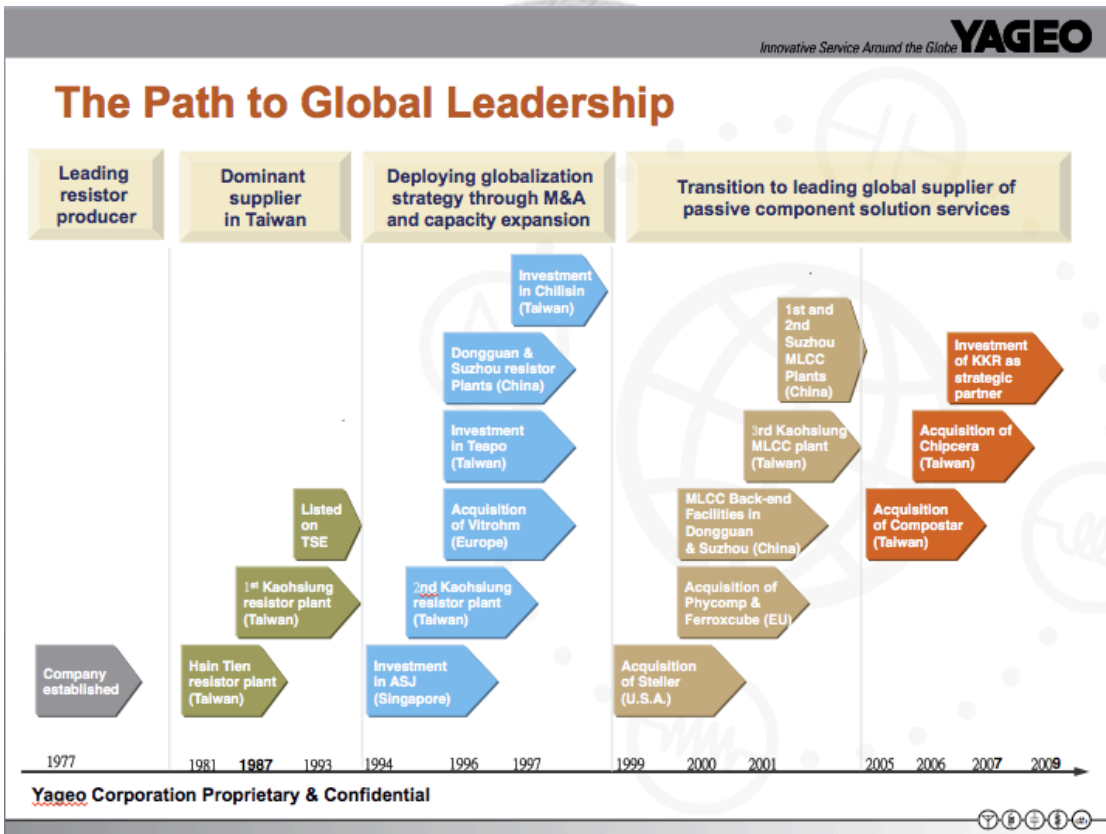 Innovative Service Around the Globe YAGEO
The Path to Global Leadership
Leading
resistor
producer
Dominant
supplier
in Taiwan
Deploying globalization
strategy through M&A
and capacity expansion
Transition to leading global supplier of
passive component solution services
Investment
in Chilisin
(Taiwan)
Dongguan &
Suzhou resistor
Plants (China)
Investment
in Teapo
(Taiwan)
Acquisition
of Vitrohm
(Europe)
1st and
2nd
Suzhou
MLCC
Plants
(China)
Investment
of KKR as
strategic
partner
3rd Kaohsiung
MLCC plant
(Taiwan)
Acquisition of
Chipcera
(Taiwan)
Listed
on
TSE
MLCC Back-end
Facilities in
Dongguan
& Suzhou (China)
Acquisition
of Compostar
(Taiwan)
1st Kaohsiung
resistor plant
(Taiwan)
2nd Kaohsiung
resistor plant
(Taiwan)
Acquisition of
Phycomp &
Ferroxcube (EU)
Company
established
Hsin Tien
resistor plant
(Taiwan)
Investment
in ASJ
(Singapore)
Acquisition
of Steller
(U.S.A.)
1977 1981 1987 1993 1994 1996 1997 1999 2000 2001 2005 2006 2007 2009
Yageo Corporation Proprietary & Confidential